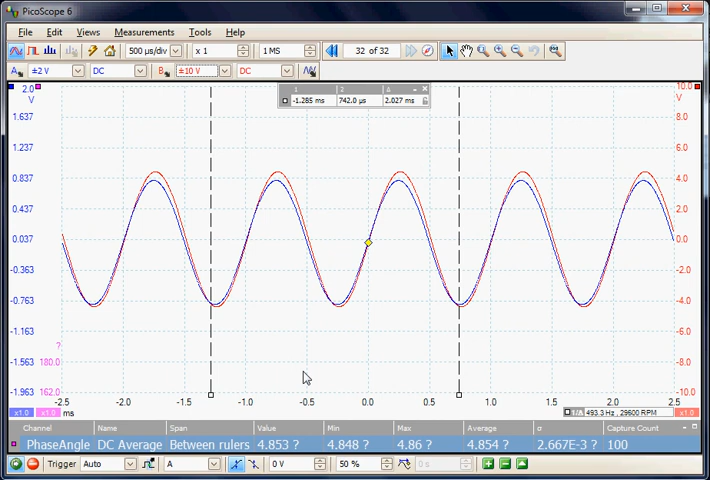 PicoScope 6
File Edit Views Measurements Tools Help
500 µs/div x 1 1 MS 32 of 32
A ±2 V DC B ±10 V DC
2.0 10.0
V V
1 2 Δ
-1.285 ms 742.0 µs 2.027 ms
1.637 8.0
1.237 6.0
0.837 4.0
0.437 2.0
0.037 0.0
-0.363 -2.0
-0.763 -4.0
-1.163 -6.0
?
-1.563 180.0 -8.0
-1.963 162.0 -10.0
-2.5 -2.0 -1.5 -1.0 -0.5 0.0 0.5 1.0 1.5 2.0 2.5
x1.0 x1.0 ms 1/Δ 493.3 Hz, 29600 RPM x1.0
Channel Name Span Value Min Max Average σ Capture Count
PhaseAngle DC Average Between rulers 4.853 ? 4.848 ? 4.86 ? 4.854 ? 2.667E-3 ? 100
Trigger Auto A 0 V 50 % 0 s